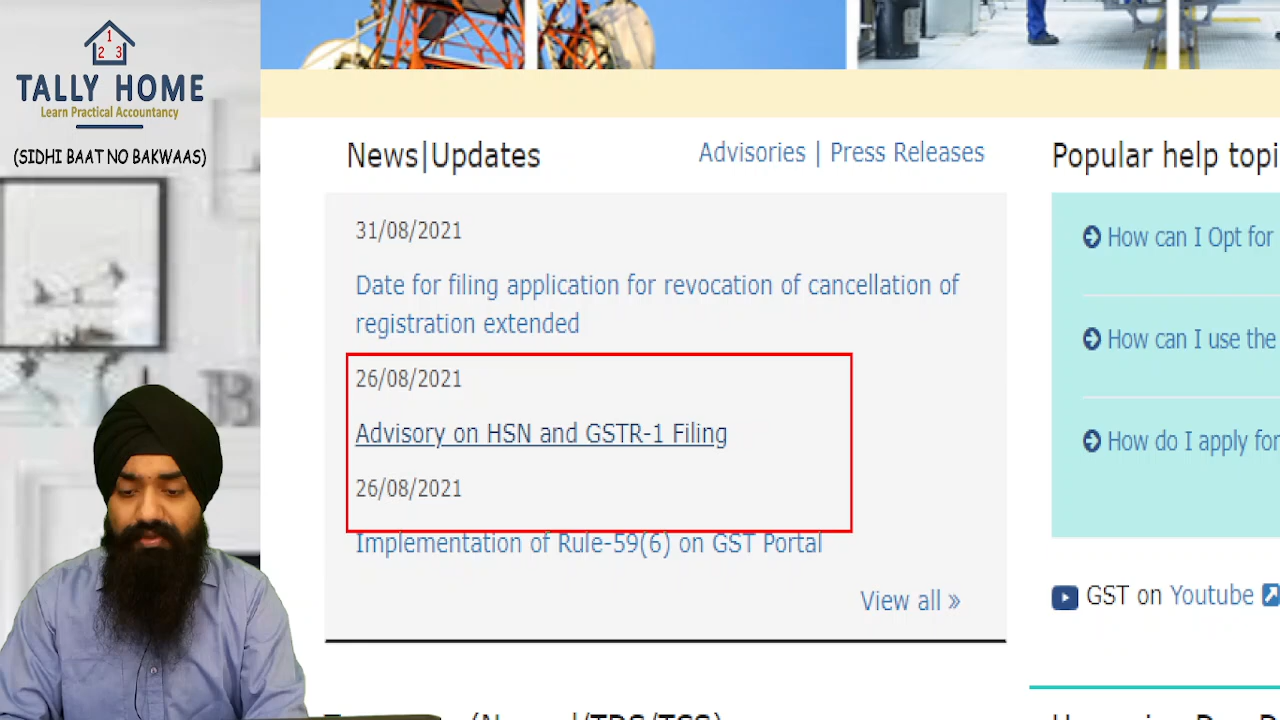 1
2 3
TALLY HOME
Learn Practical Accountancy
(SIDHI BAAT NO BAKWAAS)
News|Updates
Advisories | Press Releases
31/08/2021
Date for filing application for revocation of cancellation of
registration extended
26/08/2021
Advisory on HSN and GSTR-1 Filing
26/08/2021
Implementation of Rule-59(6) on GST Portal
View all »
Popular help topi
How can I Opt for
How can I use the
How do I apply for
GST on Youtube